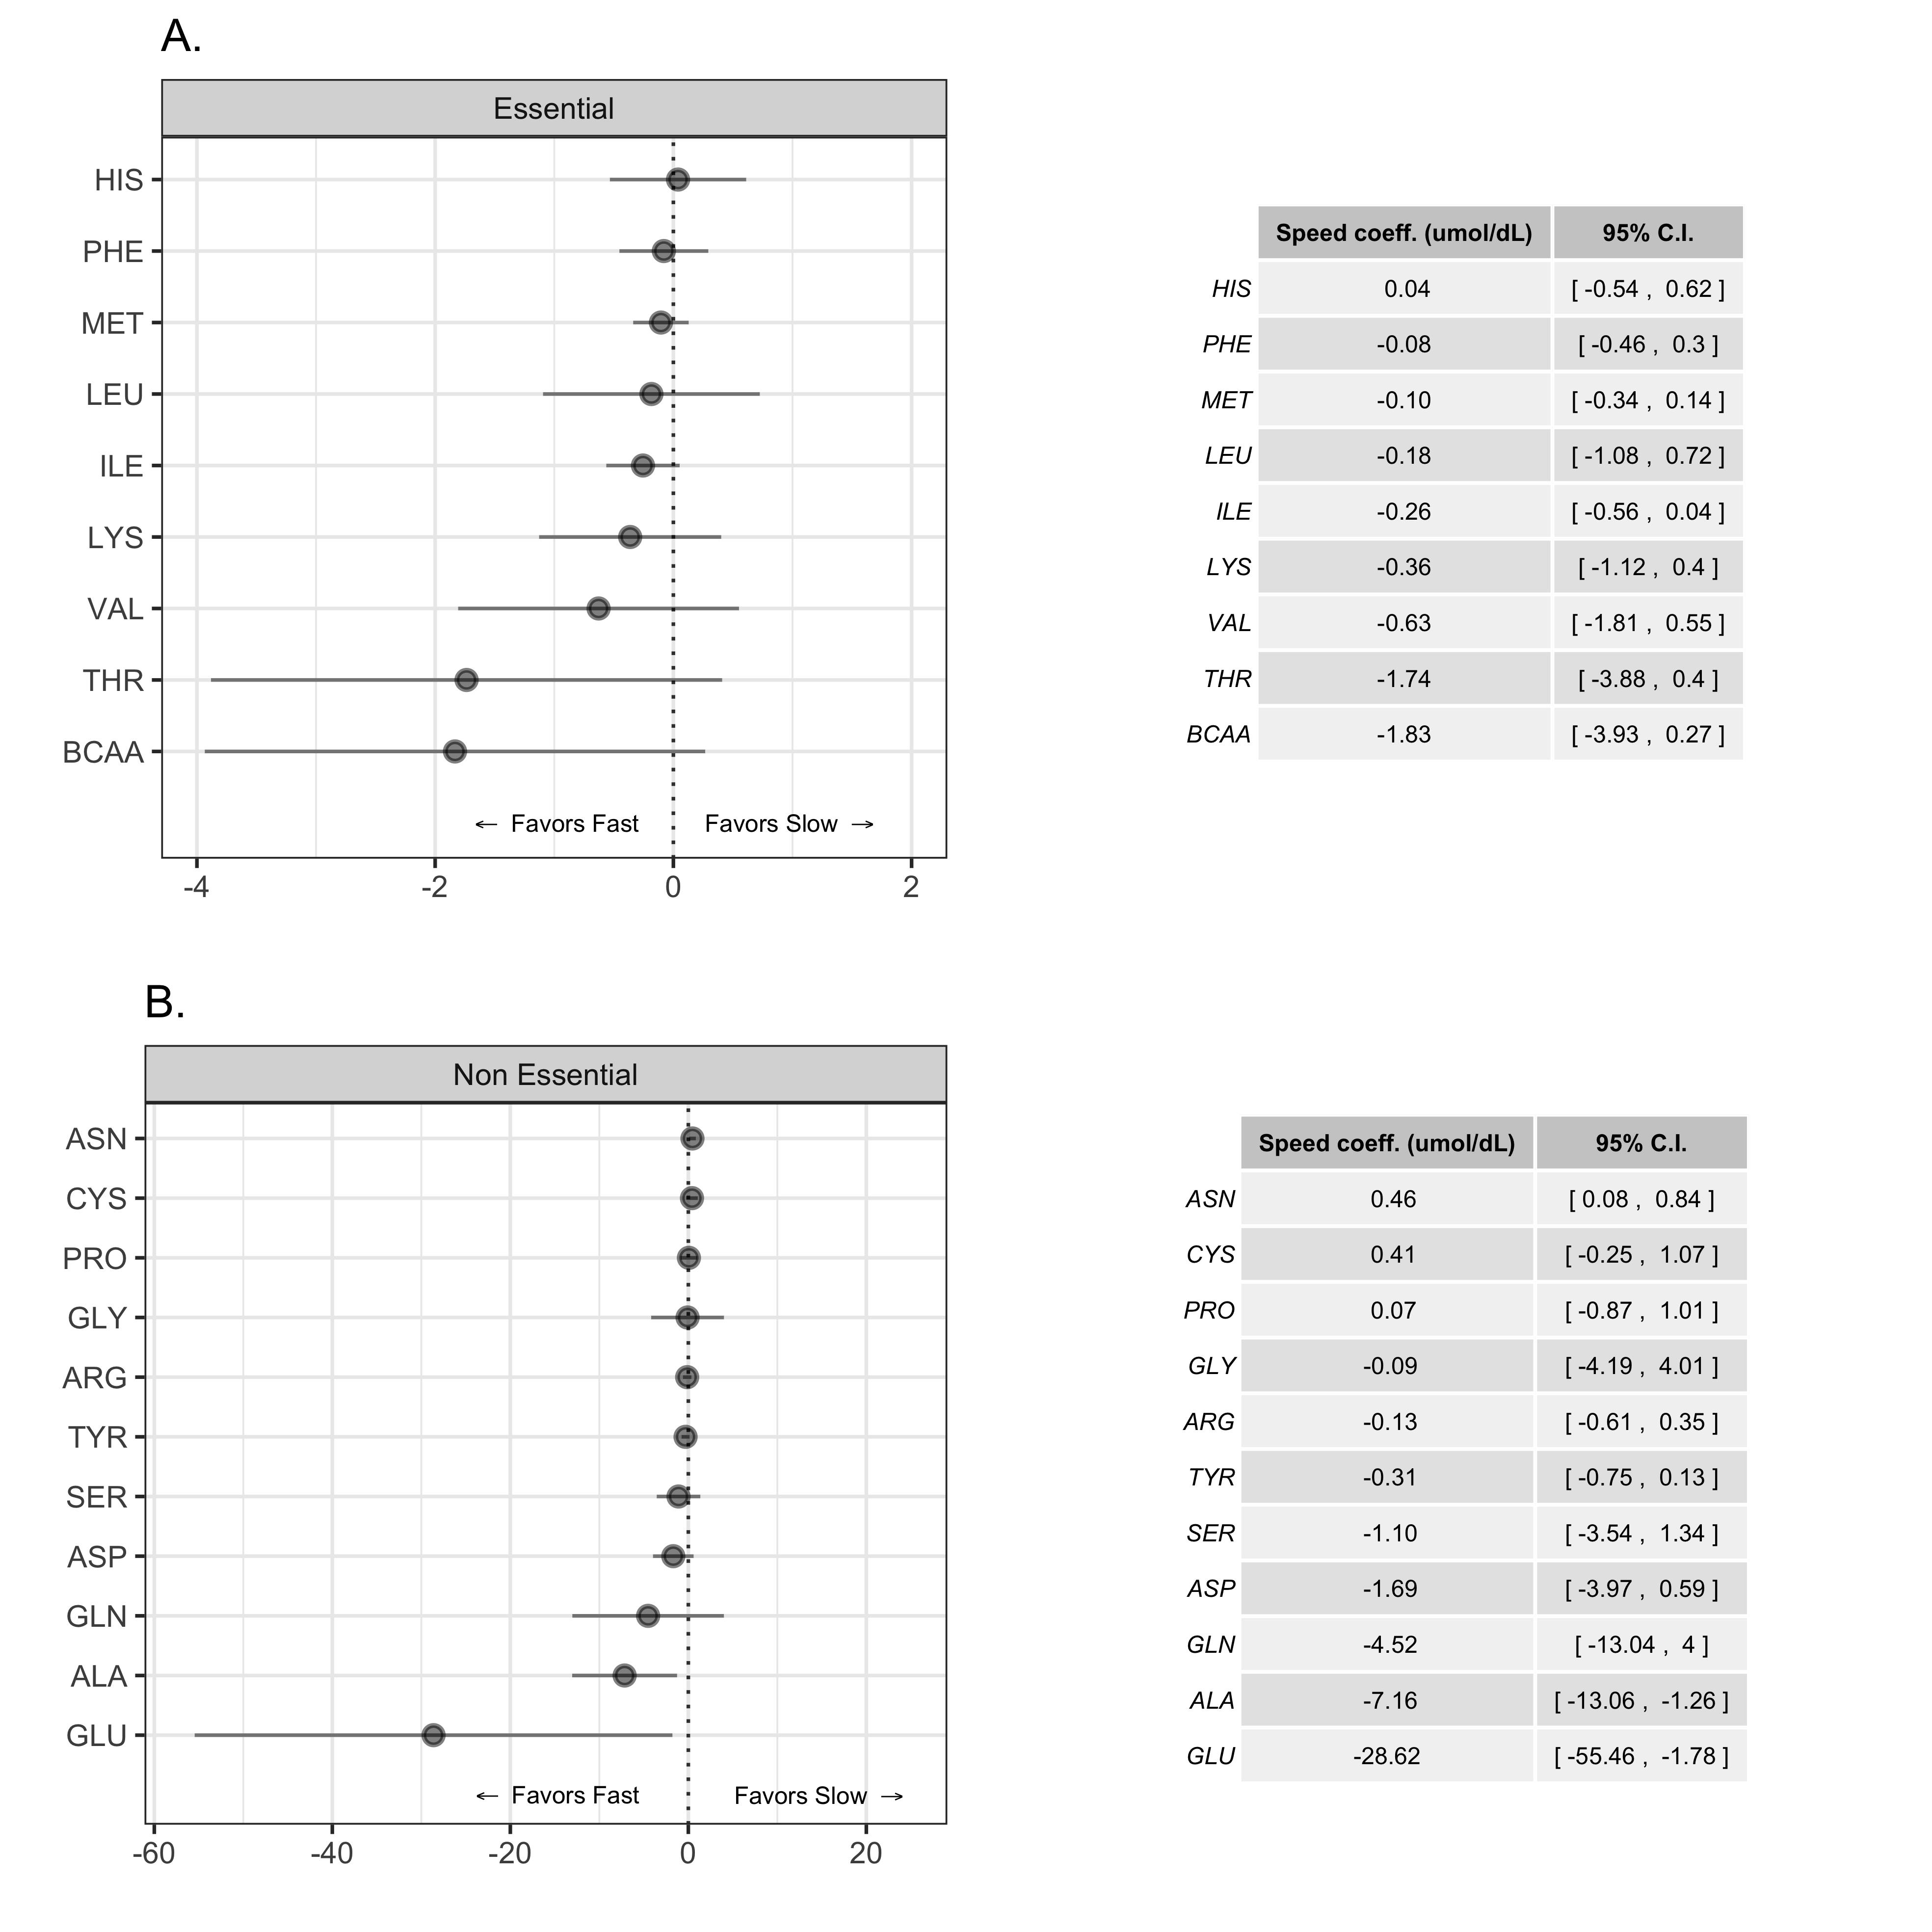 A.
Essential
HIS
PHE
MET
LEU
ILE
LYS
VAL
THR
BCAA
← Favors Fast Favors Slow →
-4 -2 0 2
Speed coeff. (umol/dL) 95% C.I.
HIS 0.04 [ -0.54 , 0.62 ]
PHE -0.08 [ -0.46 , 0.3 ]
MET -0.10 [ -0.34 , 0.14 ]
LEU -0.18 [ -1.08 , 0.72 ]
ILE -0.26 [ -0.56 , 0.04 ]
LYS -0.36 [ -1.12 , 0.4 ]
VAL -0.63 [ -1.81 , 0.55 ]
THR -1.74 [ -3.88 , 0.4 ]
BCAA -1.83 [ -3.93 , 0.27 ]
B.
Non Essential
ASN
CYS
PRO
GLY
ARG
TYR
SER
ASP
GLN
ALA
GLU
← Favors Fast Favors Slow →
-60 -40 -20 0 20
Speed coeff. (umol/dL) 95% C.I.
ASN 0.46 [ 0.08 , 0.84 ]
CYS 0.41 [ -0.25 , 1.07 ]
PRO 0.07 [ -0.87 , 1.01 ]
GLY -0.09 [ -4.19 , 4.01 ]
ARG -0.13 [ -0.61 , 0.35 ]
TYR -0.31 [ -0.75 , 0.13 ]
SER -1.10 [ -3.54 , 1.34 ]
ASP -1.69 [ -3.97 , 0.59 ]
GLN -4.52 [ -13.04 , 4 ]
ALA -7.16 [ -13.06 , -1.26 ]
GLU -28.62 [ -55.46 , -1.78 ]